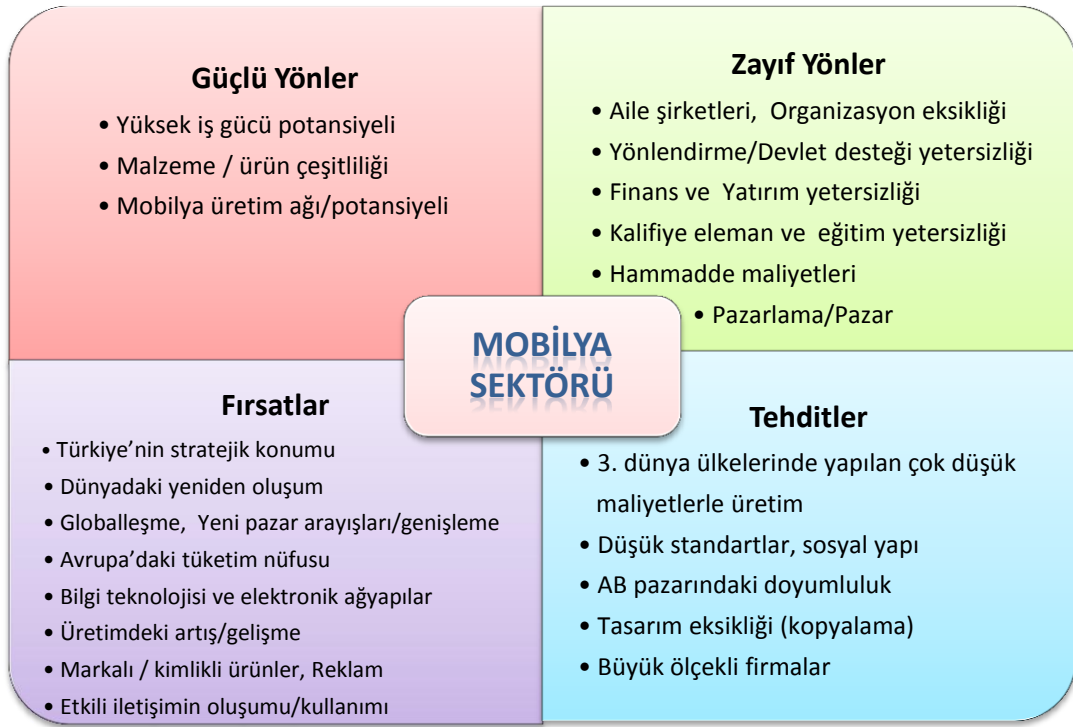 Güçlü Yönler
• Yüksek iş gücü potansiyeli
• Malzeme / ürün çeşitliliği
• Mobilya üretim ağı/potansiyeli
Zayıf Yönler
• Aile şirketleri, Organizasyon eksikliği
• Yönlendirme/Devlet desteği yetersizliği
• Finans ve Yatırım yetersizliği
• Kalifiye eleman ve eğitim yetersizliği
• Hammadde maliyetleri
• Pazarlama/Pazar
MOBİLYA
SEKTÖRÜ
Fırsatlar
• Türkiye’nin stratejik konumu
• Dünyadaki yeniden oluşum
• Globalleşme, Yeni pazar arayışları/genişleme
• Avrupa’daki tüketim nüfusu
• Bilgi teknolojisi ve elektronik ağyapılar
• Üretimdeki artış/gelişme
• Markalı / kimlikli ürünler, Reklam
• Etkili iletişimin oluşumu/kullanımı
Tehditler
• 3. dünya ülkelerinde yapılan çok düşük
maliyetlerle üretim
• Düşük standartlar, sosyal yapı
• AB pazarındaki doyumluluk
• Tasarım eksikliği (kopyalama)
• Büyük ölçekli firmalar